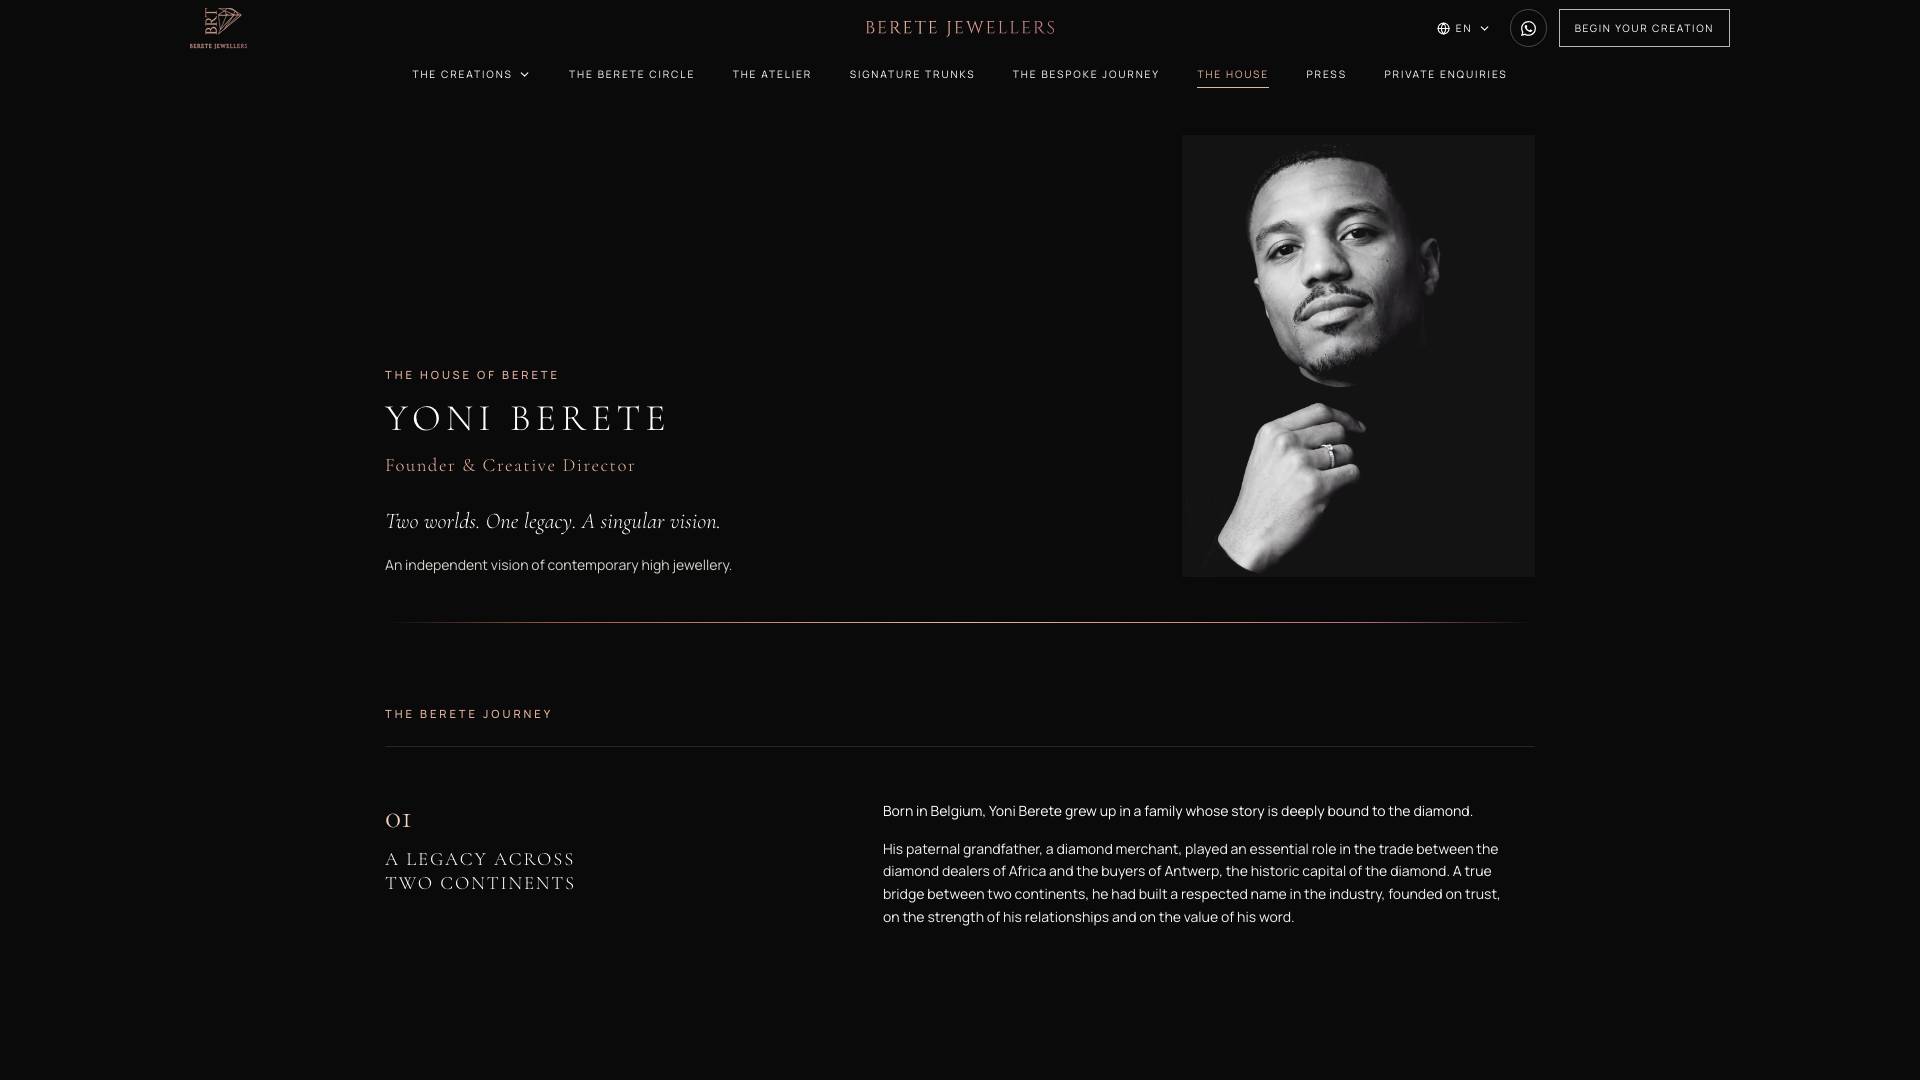 BRT
BERETE JEWELLERS
BERETE JEWELLERS
EN
BEGIN YOUR CREATION
THE CREATIONS
THE BERETE CIRCLE
THE ATELIER
SIGNATURE TRUNKS
THE BESPOKE JOURNEY
THE HOUSE
PRESS
PRIVATE ENQUIRIES
THE HOUSE OF BERETE
YONI BERETE
Founder & Creative Director
Two worlds. One legacy. A singular vision.
An independent vision of contemporary high jewellery.
THE BERETE JOURNEY
01
A LEGACY ACROSS
TWO CONTINENTS
Born in Belgium, Yoni Berete grew up in a family whose story is deeply bound to the diamond.
His paternal grandfather, a diamond merchant, played an essential role in the trade between the
diamond dealers of Africa and the buyers of Antwerp, the historic capital of the diamond. A true
bridge between two continents, he had built a respected name in the industry, founded on trust,
on the strength of his relationships and on the value of his word.